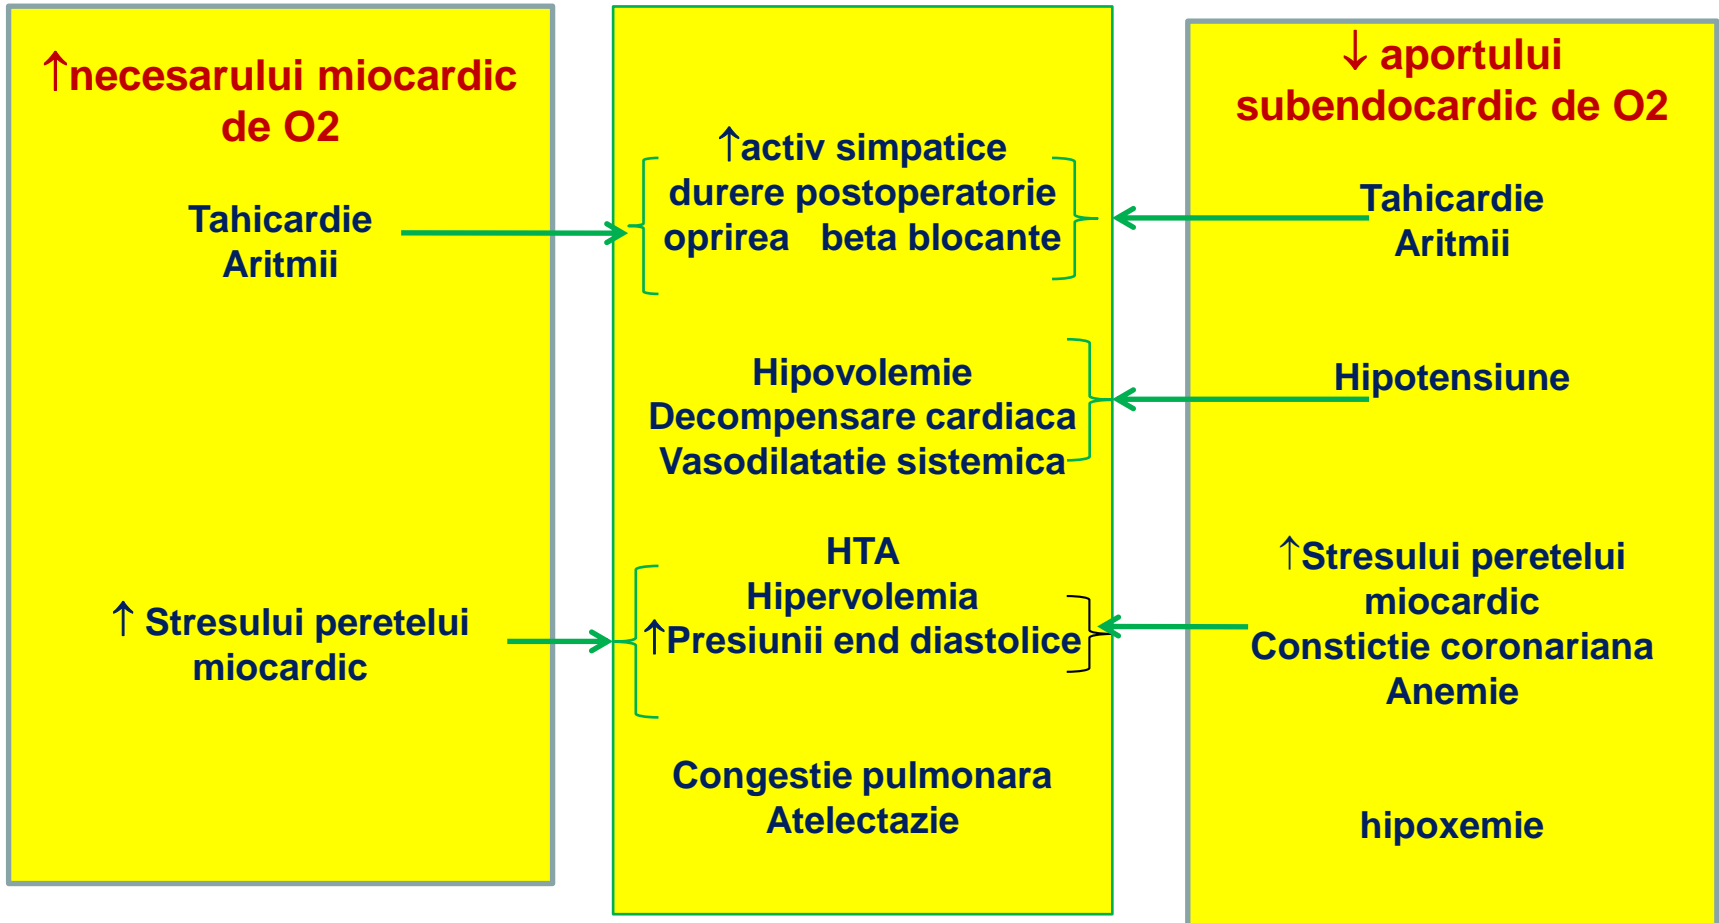 ↑necesarului miocardic
de O2
Tahicardie
Aritmii
↑ Stresului peretelui
miocardic
↑activ simpatice
durere postoperatorie
oprirea beta blocante
Hipovolemie
Decompensare cardiaca
Vasodilatatie sistemica
HTA
Hipervolemia
↑Presiunii end diastolice
Congestie pulmonara
Atelectazie
↓ aportului
subendocardic de O2
Tahicardie
Aritmii
Hipotensiune
↑Stresului peretelui
miocardic
Constictie coronariana
Anemie
hipoxemie